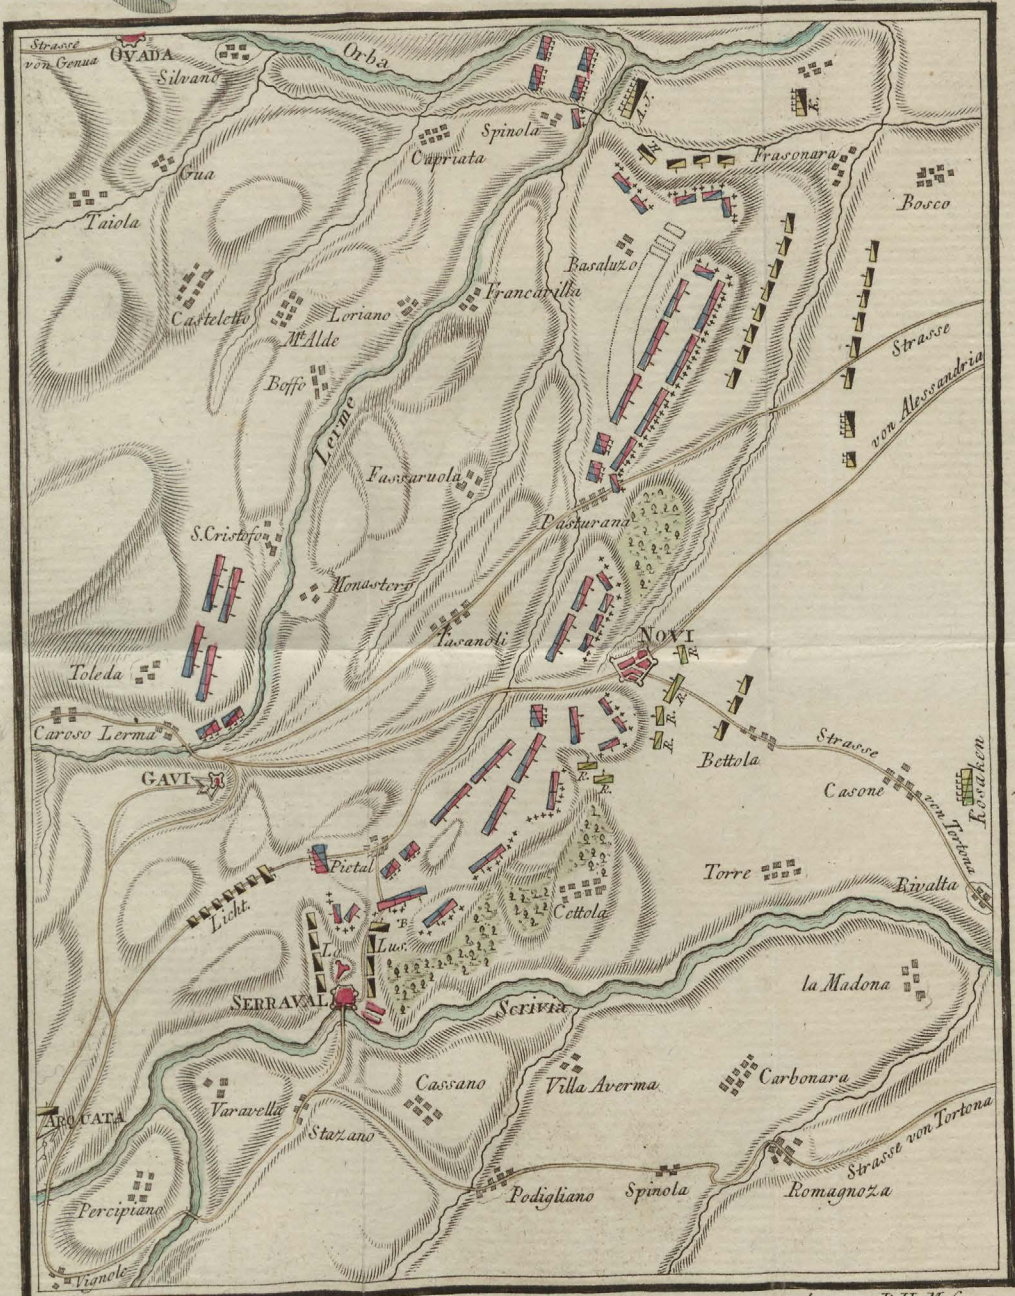 Strasse
von Genua
OVADA
Silvano
Orba
A.J.
K.
Spinola
Capriata
K.
Frasonara
Gua
Taiola
Bosco
Basaluzo
Francavilla
Casteletto
Loriano
Mt. Alde
Boffo
Strasse
von Alessandria
Lerme
Fassaruola
Pasturana
S. Cristofo
Monastero
Tasanoli
NOVI
R.
Toleda
R.
R.
R.
Caroso
Lerma
Bettola
Strasse
von Tortona
Casone
Kosaken
GAVI
R.
R.
Pietal
Torre
Rivalta
Licht.
Cettola
L.
Lus.
la Madona
SERRAVAL
Scrivia
Cassano
Villa Averma
Carbonara
Varavella
ARQUATA
Stazano
Strasse von Tortona
Percipiano
Podigliano
Spinola
Romagnoza
Vignole